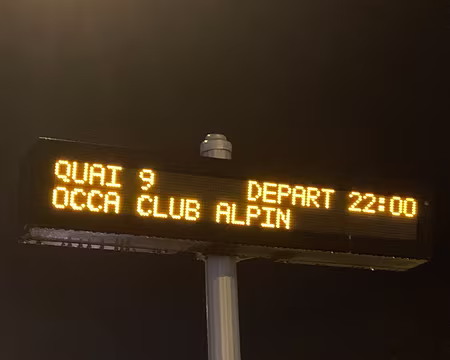 QUAI 9 DEPART 22:00
OCCA CLUB ALPIN